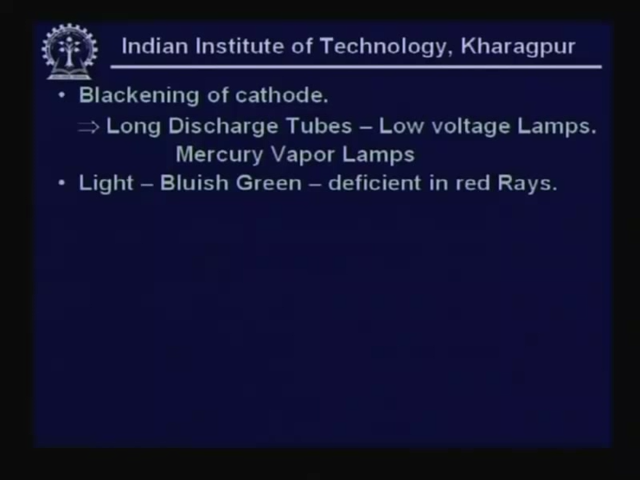 Indian Institute of Technology, Kharagpur
• Blackening of cathode.
⇒ Long Discharge Tubes – Low voltage Lamps.
Mercury Vapor Lamps
• Light – Bluish Green – deficient in red Rays.